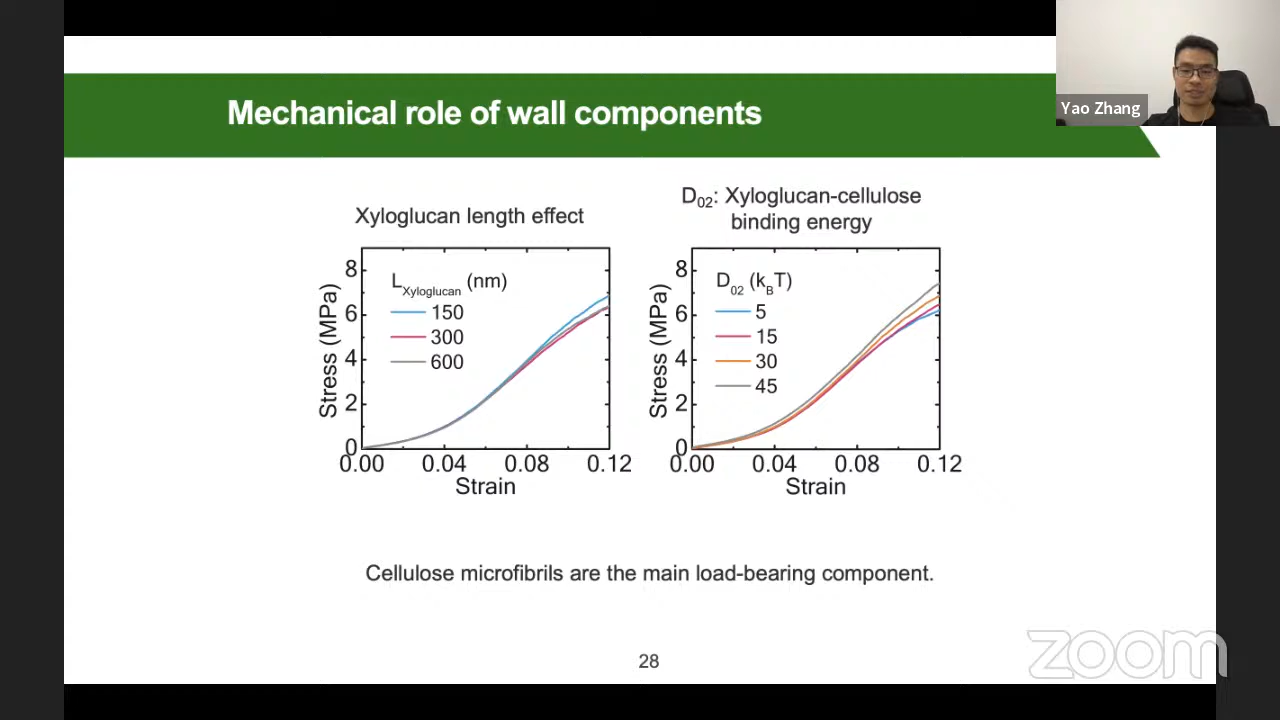 Yao Zhang
Mechanical role of wall components
Xyloglucan length effect
Stress (MPa)
8
6
4
2
0
L Xyloglucan (nm)
150
300
600
0.00 0.04 0.08 0.12
Strain
D02: Xyloglucan-cellulose
binding energy
Stress (MPa)
8
6
4
2
0
D02 (kBT)
5
15
30
45
0.00 0.04 0.08 0.12
Strain
Cellulose microfibrils are the main load-bearing component.
28
zoom